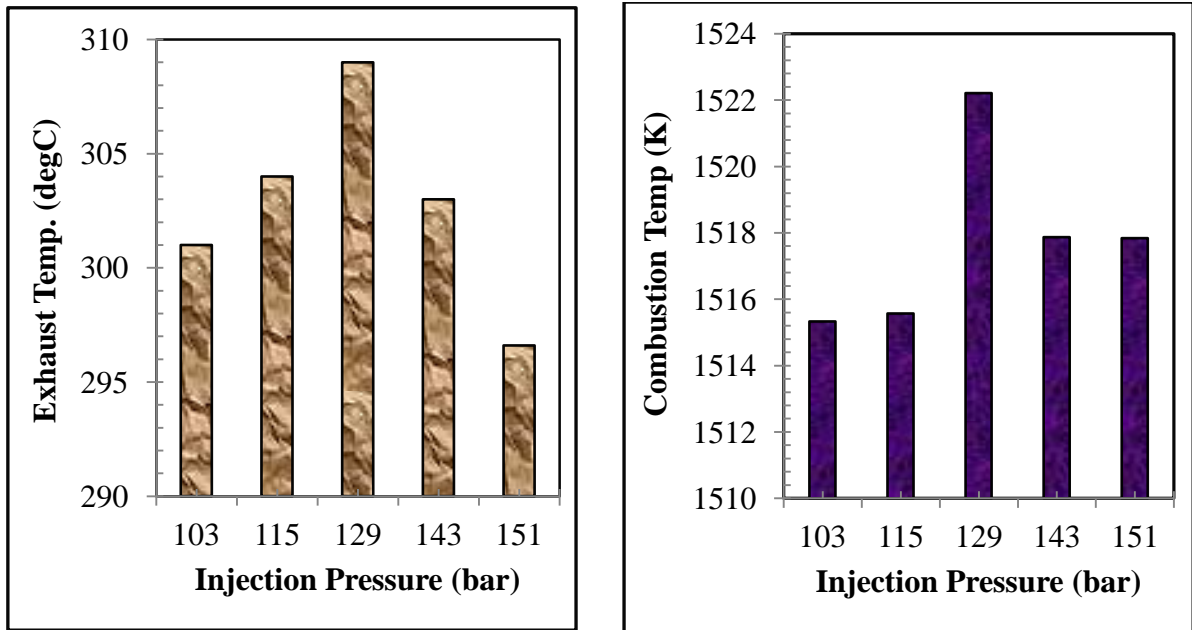 Exhaust Temp. (degC)
310
305
300
295
290
103 115 129 143 151
Injection Pressure (bar)
Combustion Temp (K)
1524
1522
1520
1518
1516
1514
1512
1510
103 115 129 143 151
Injection Pressure (bar)